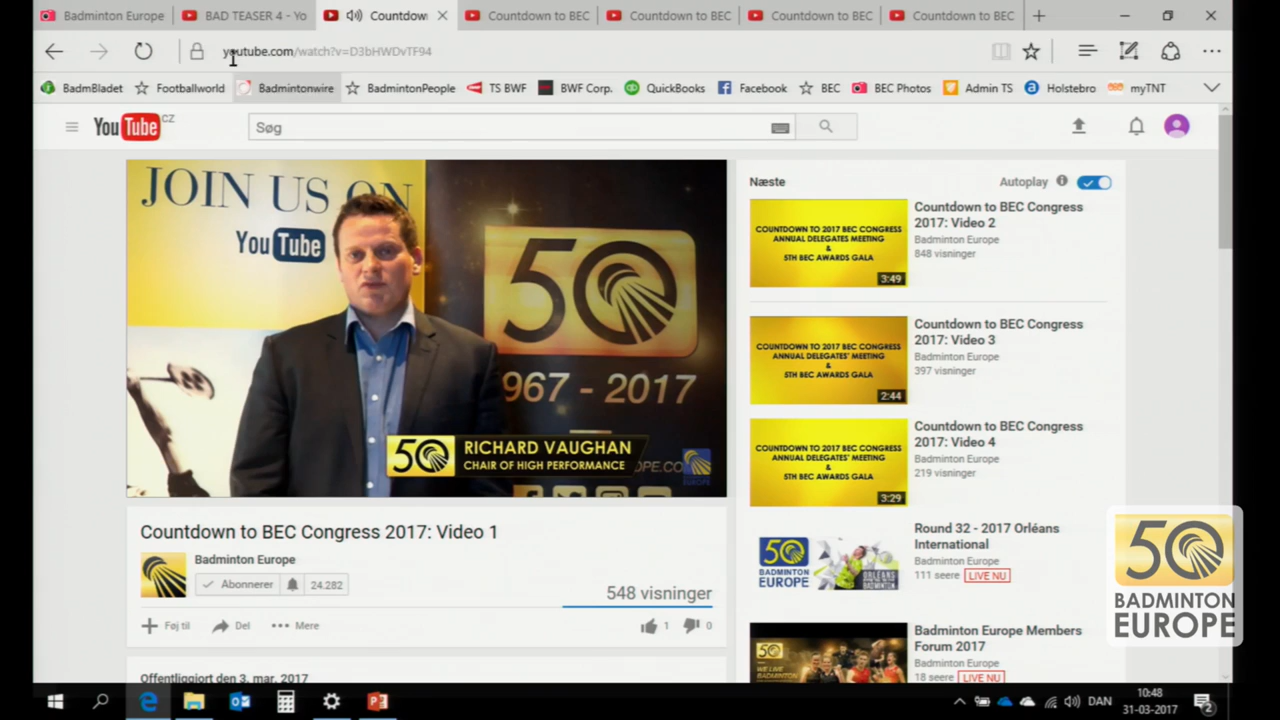 Badminton Europe
BAD TEASER 4 - Yo
Countdown
Countdown to BEC
Countdown to BEC
Countdown to BEC
Countdown to BEC
youtube.com/watch?v=D3bHWDvTF94
BadmBladet
Footballworld
Badmintonwire
BadmintonPeople
TS BWF
BWF Corp.
QuickBooks
Facebook
BEC
BEC Photos
Admin TS
Holstebro
myTNT
YouTube CZ
Søg
JOIN US ON
YouTube
50
1967 - 2017
50 RICHARD VAUGHAN
CHAIR OF HIGH PERFORMANCE
OPE.CO
Countdown to BEC Congress 2017: Video 1
Badminton Europe
Abonnerer
24.282
548 visninger
Føj til
Del
Mere
1
0
Offentliggjort den 3. mar. 2017
Næste
Autoplay
COUNTDOWN TO 2017 BEC CONGRESS
ANNUAL DELEGATES MEETING
&
5TH BEC AWARDS GALA
3:49
Countdown to BEC Congress
2017: Video 2
Badminton Europe
848 visninger
COUNTDOWN TO 2017 BEC CONGRESS
ANNUAL DELEGATES' MEETING
&
5TH BEC AWARDS GALA
2:44
Countdown to BEC Congress
2017: Video 3
Badminton Europe
397 visninger
COUNTDOWN TO 2017 BEC CONGRESS
ANNUAL DELEGATES' MEETING
&
5TH BEC AWARDS GALA
3:29
Countdown to BEC Congress
2017: Video 4
Badminton Europe
219 visninger
50
BADMINTON
EUROPE
Round 32 - 2017 Orléans
International
Badminton Europe
111 seere LIVE NU
50
WE LIVE
BADMINTON
Badminton Europe Members
Forum 2017
Badminton Europe
18 seere LIVE NU
50
BADMINTON
EUROPE
DAN
10:48
31-03-2017
2